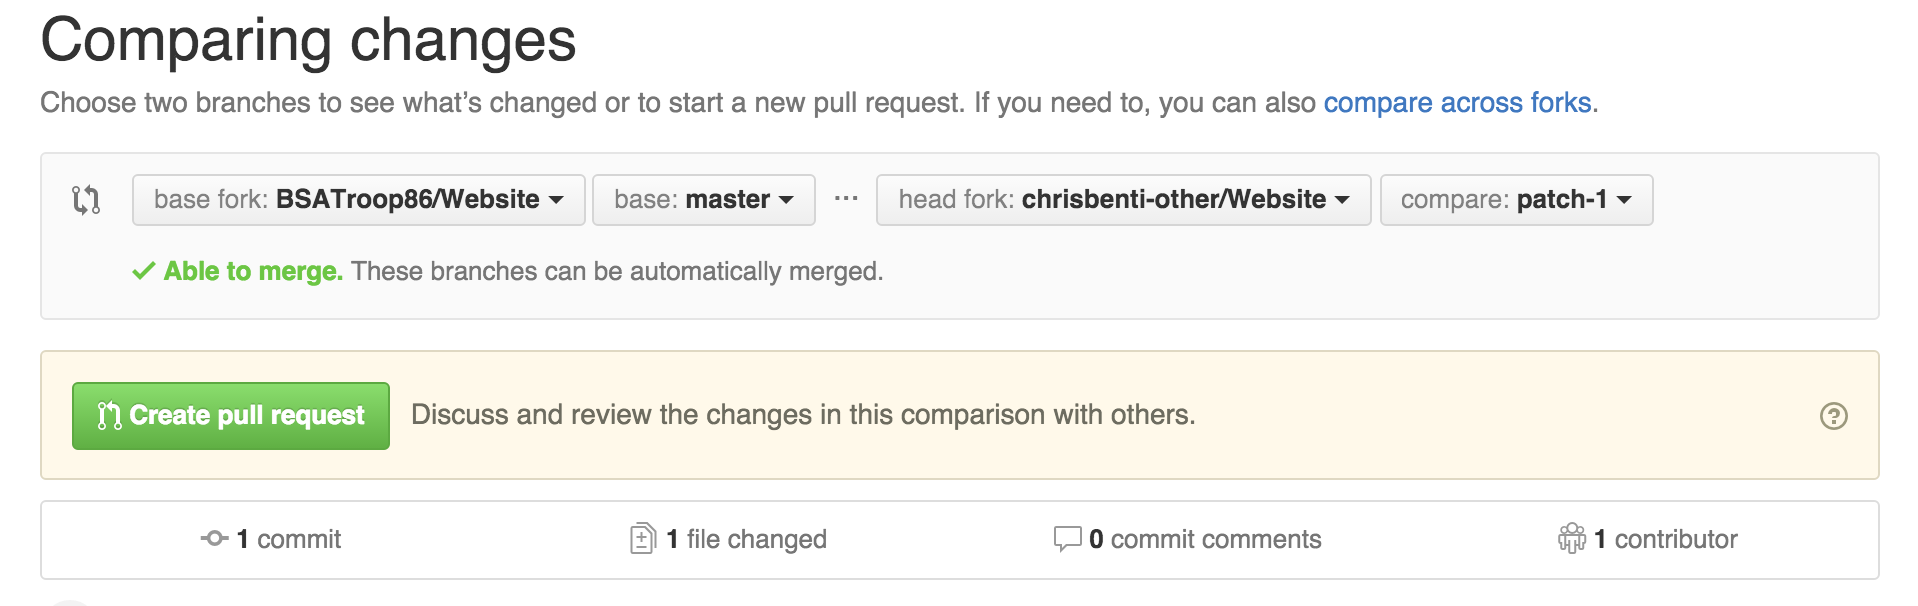 Comparing changes
Choose two branches to see what’s changed or to start a new pull request. If you need to, you can also compare across forks.
base fork: BSATroop86/Website base: master ... head fork: chrisbenti-other/Website compare: patch-1
Able to merge. These branches can be automatically merged.
Create pull request Discuss and review the changes in this comparison with others. ?
1 commit 1 file changed 0 commit comments 1 contributor